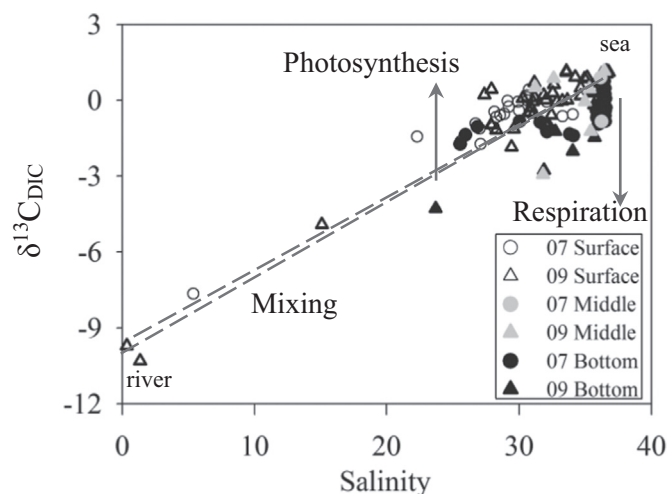 3
0
-3
-6
-9
-12
δ¹³C_DIC
sea
Photosynthesis
Respiration
Mixing
river
07 Surface
09 Surface
07 Middle
09 Middle
07 Bottom
09 Bottom
0 10 20 30 40
Salinity